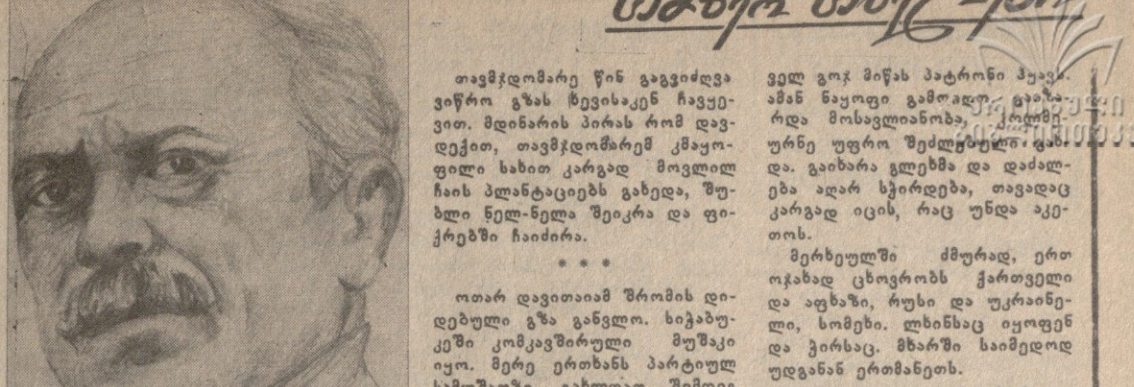 თავმჯდომარე წინ გაგვიძღვა
ვიწრო გზას ხევისაკენ ჩავყე-
ვით. მდინარის პირას რომ დავ-
დექით, თავმჯდომარემ კმაყო-
ფილი სახით კარგად მოვლილ
ჩაის პლანტაციებს გახედა, შუ-
ბლი ნელ-ნელა შეიკრა და ფი-
ქრებში ჩაიძირა.
* * *
ოთარ დავითაიამ შრომის დი-
დებული გზა განვლო. სიჭაბუ-
კეში კომკავშირული მუშაკი
იყო. მერე ერთხანს პარტიულ
ველ გოჯ მიწას პატრონი ჰყავს.
ამან ნაყოფი გამოიღო,
რდა მოსავლიანობა, კოლმე-
ურნე უფრო შეძლებული გახ-
და. გაიხარა გლეხმა და დაძალ-
ება აღარ სჭირდება, თავადაც
კარგად იცის, რაც უნდა აკე-
თოს.
მერხეულში ძმურად, ერთ
ოჯახად ცხოვრობს ქართველი
და აფხაზი, რუსი და უკრაინე-
ლი, სომეხი. ლხინსაც იყოფენ
და ჭირსაც. მხარში საიმედოდ
უდგანან ერთმანეთს.